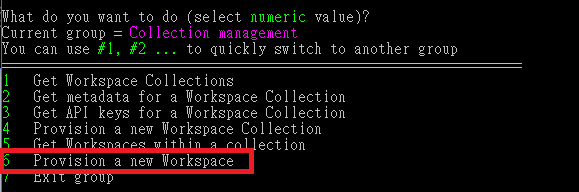 What do you want to do (select numeric value)?
Current group = Collection management
You can use #1, #2 ... to quickly switch to another group
1 Get Workspace Collections
2 Get metadata for a Workspace Collection
3 Get API keys for a Workspace Collection
4 Provision a new Workspace Collection
5 Get Workspaces within a collection
6 Provision a new Workspace
7 Exit group